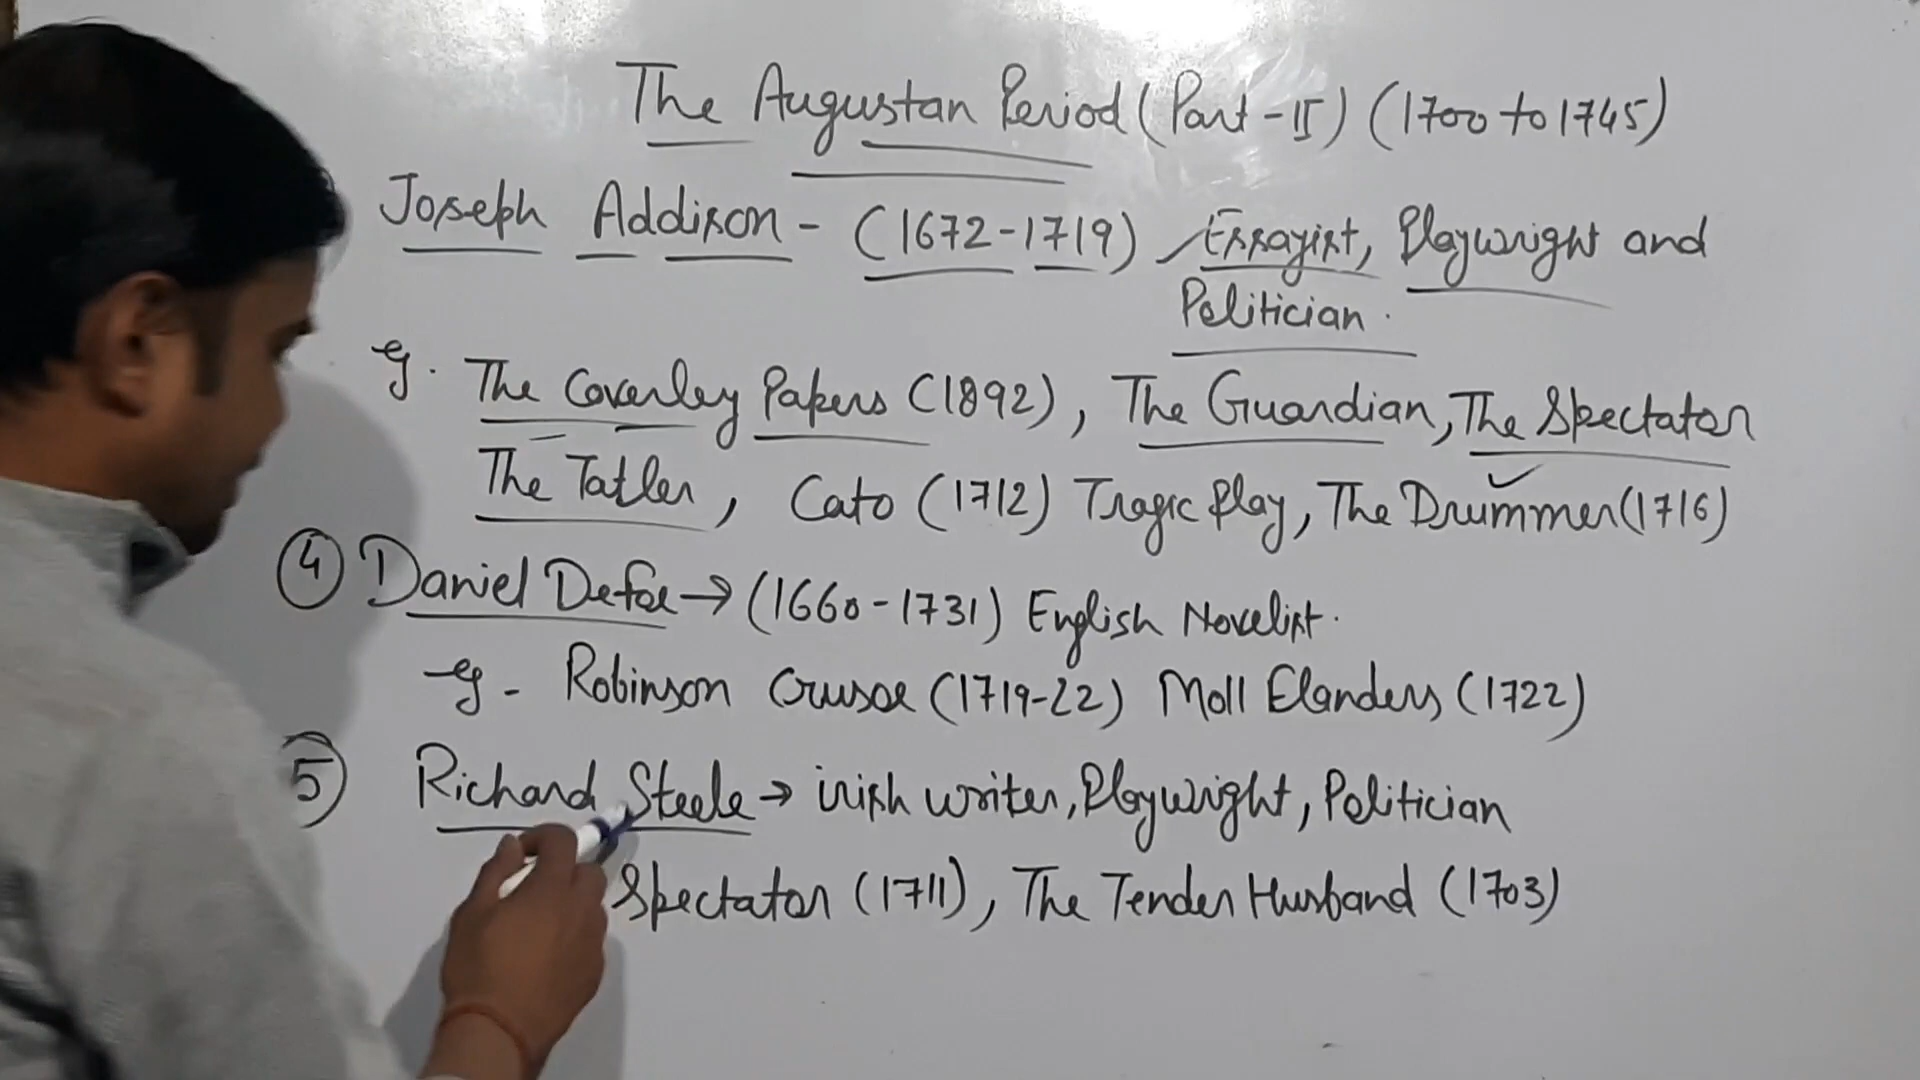 The Augustan Period (Part-II) (1700 to 1745)
Joseph Addison - (1672-1719) Essayist, Playwright and
Politician.
eg. The Coverley Papers (1892), The Guardian, The Spectator
The Tatler, Cato (1712) Tragic Play, The Drummer (1716)
4 Daniel Defoe → (1660-1731) English Novelist.
eg - Robinson Crusoe (1719-22) Moll Elanders (1722)
5 Richard Steele → irish writer, Playwright, Politician
Spectator (1711), The Tender Husband (1703)